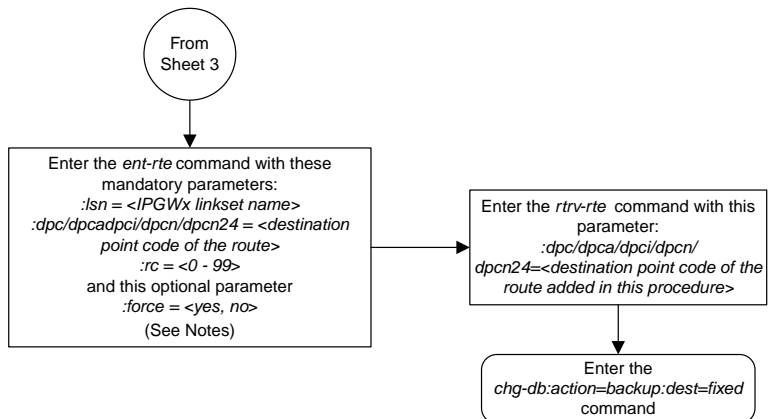 From
Sheet 3
Enter the ent-rte command with these
mandatory parameters:
:lsn = <IPGWx linkset name>
:dpc/dpcadpci/dpcn/dpcn24 = <destination
point code of the route>
:rc = <0 - 99>
and this optional parameter
:force = <yes, no>
(See Notes)
Enter the rtrv-rte command with this
parameter:
:dpc/dpca/dpci/dpcn/
dpcn24=<destination point code of the
route added in this procedure>
Enter the
chg-db:action=backup:dest=fixed
command